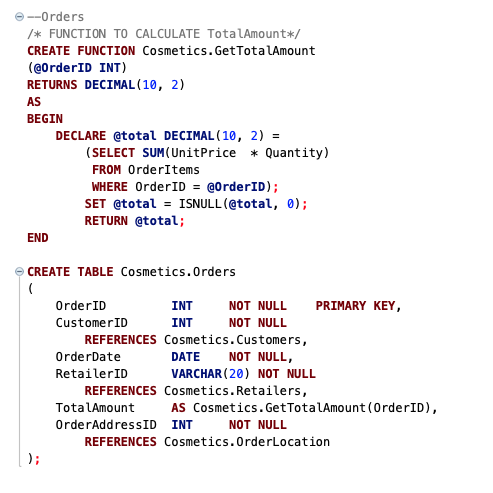 --Orders
/* FUNCTION TO CALCULATE TotalAmount*/
CREATE FUNCTION Cosmetics.GetTotalAmount
(@OrderID INT)
RETURNS DECIMAL(10, 2)
AS
BEGIN
    DECLARE @total DECIMAL(10, 2) =
        (SELECT SUM(UnitPrice  * Quantity)
         FROM OrderItems
         WHERE OrderID = @OrderID);
        SET @total = ISNULL(@total, 0);
        RETURN @total;
END

CREATE TABLE Cosmetics.Orders
(
    OrderID         INT     NOT NULL    PRIMARY KEY,
    CustomerID      INT     NOT NULL
        REFERENCES Cosmetics.Customers,
    OrderDate       DATE    NOT NULL,
    RetailerID      VARCHAR(20) NOT NULL
        REFERENCES Cosmetics.Retailers,
    TotalAmount     AS Cosmetics.GetTotalAmount(OrderID),
    OrderAddressID  INT     NOT NULL
        REFERENCES Cosmetics.OrderLocation
);